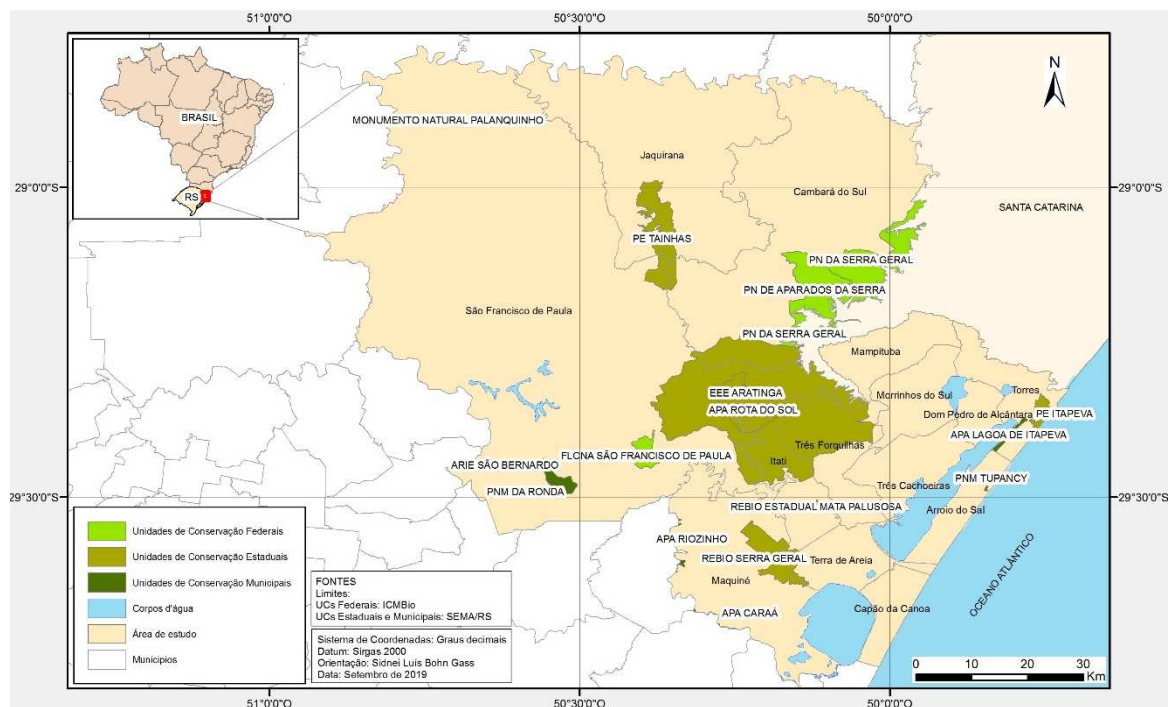 51°0'0"O 50°30'0"O 50°0'0"O
N
BRASIL
RS
MONUMENTO NATURAL PALANQUINHO
Jaquirana
29°0'0"S
Cambará do Sul
29°0'0"S
SANTA CATARINA
PE TAINHAS
PN DA SERRA GERAL
PN DE APARADOS DA SERRA
São Francisco de Paula
PN DA SERRA GERAL
Mampituba
EEE ARATINGA
Morrinhos do Sul
Torres
APA ROTA DO SOL
Dom Pedro de Alcântara
PE ITAPEVA
APA LAGOA DE ITAPEVA
Três Forquilhas
FLONA SÃO FRANCISCO DE PAULA
Itati
ARIE SÃO BERNARDO
PNM DA RONDA
Três Cachoeiras
PNM TUPANCY
29°30'0"S
29°30'0"S
REBIO ESTADUAL MATA PALUSOSA
Arroio do Sal
APA RIOZINHO
REBIO SERRA GERAL
Terra de Areia
Maquiné
APA CARAÁ
Capão da Canoa
OCEANO ATLÂNTICO
Unidades de Conservação Federais
Unidades de Conservação Estaduais
Unidades de Conservação Municipais
Corpos d'água
Área de estudo
Municipios
FONTES
Limites:
UCs Federais: ICMBio
UCs Estaduais e Municipais: SEMA/RS
Sistema de Coordenadas: Graus decimais
Datum: Sirgas 2000
Orientação: Sidnei Luís Bohn Gass
Data: Setembro de 2019
0 5 10 20 30
Km
51°0'0"O 50°30'0"O 50°0'0"O